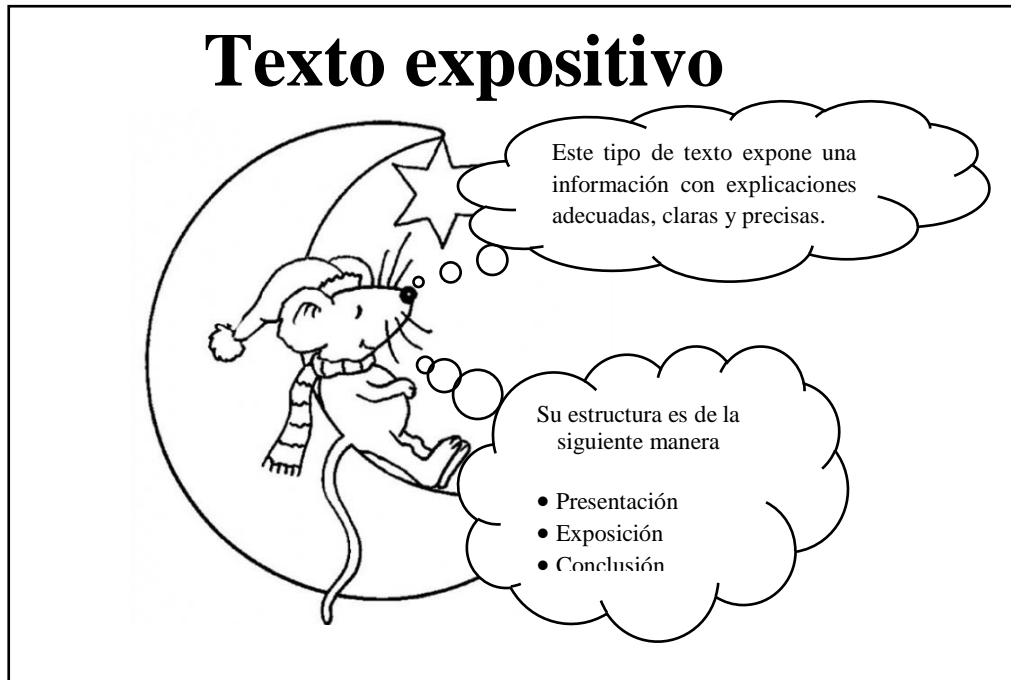 Texto expositivo
Este tipo de texto expone una
información con explicaciones
adecuadas, claras y precisas.
Su estructura es de la
siguiente manera
• Presentación
• Exposición
• Conclusión